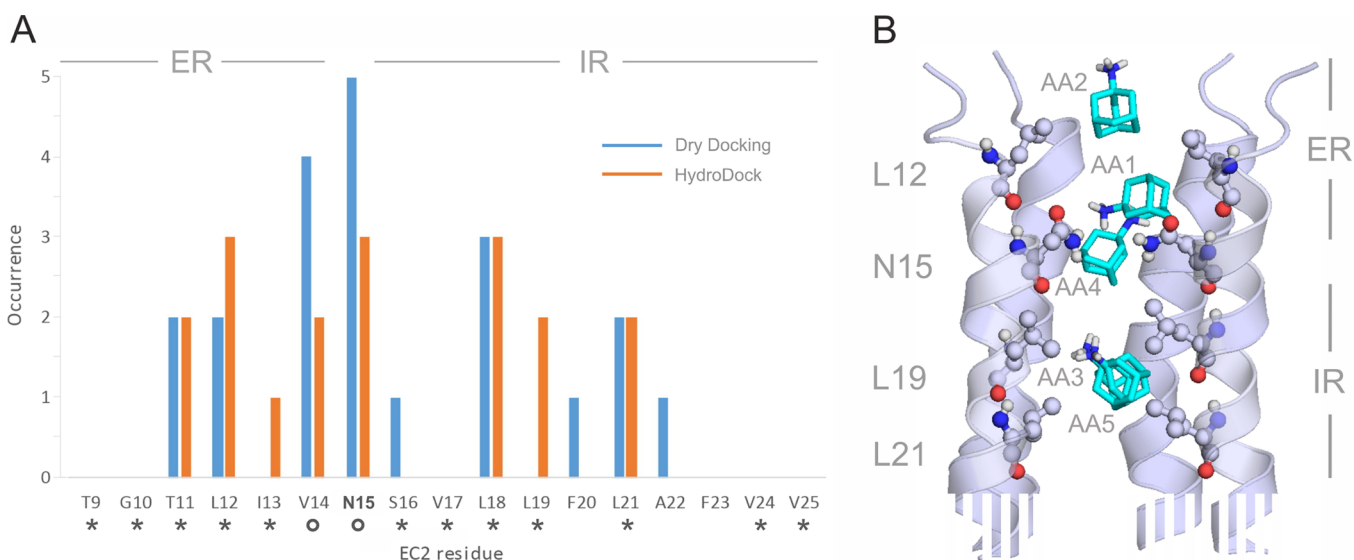 A
ER IR
5
4
3
2
1
0
Occurrence
Dry Docking
HydroDock
T9 G10 T11 L12 I13 V14 N15 S16 V17 L18 L19 F20 L21 A22 F23 V24 V25
* * * * * o o * * * * * * *
EC2 residue
B
AA2
ER
L12
AA1
N15
AA4
L19
AA3
IR
AA5
L21